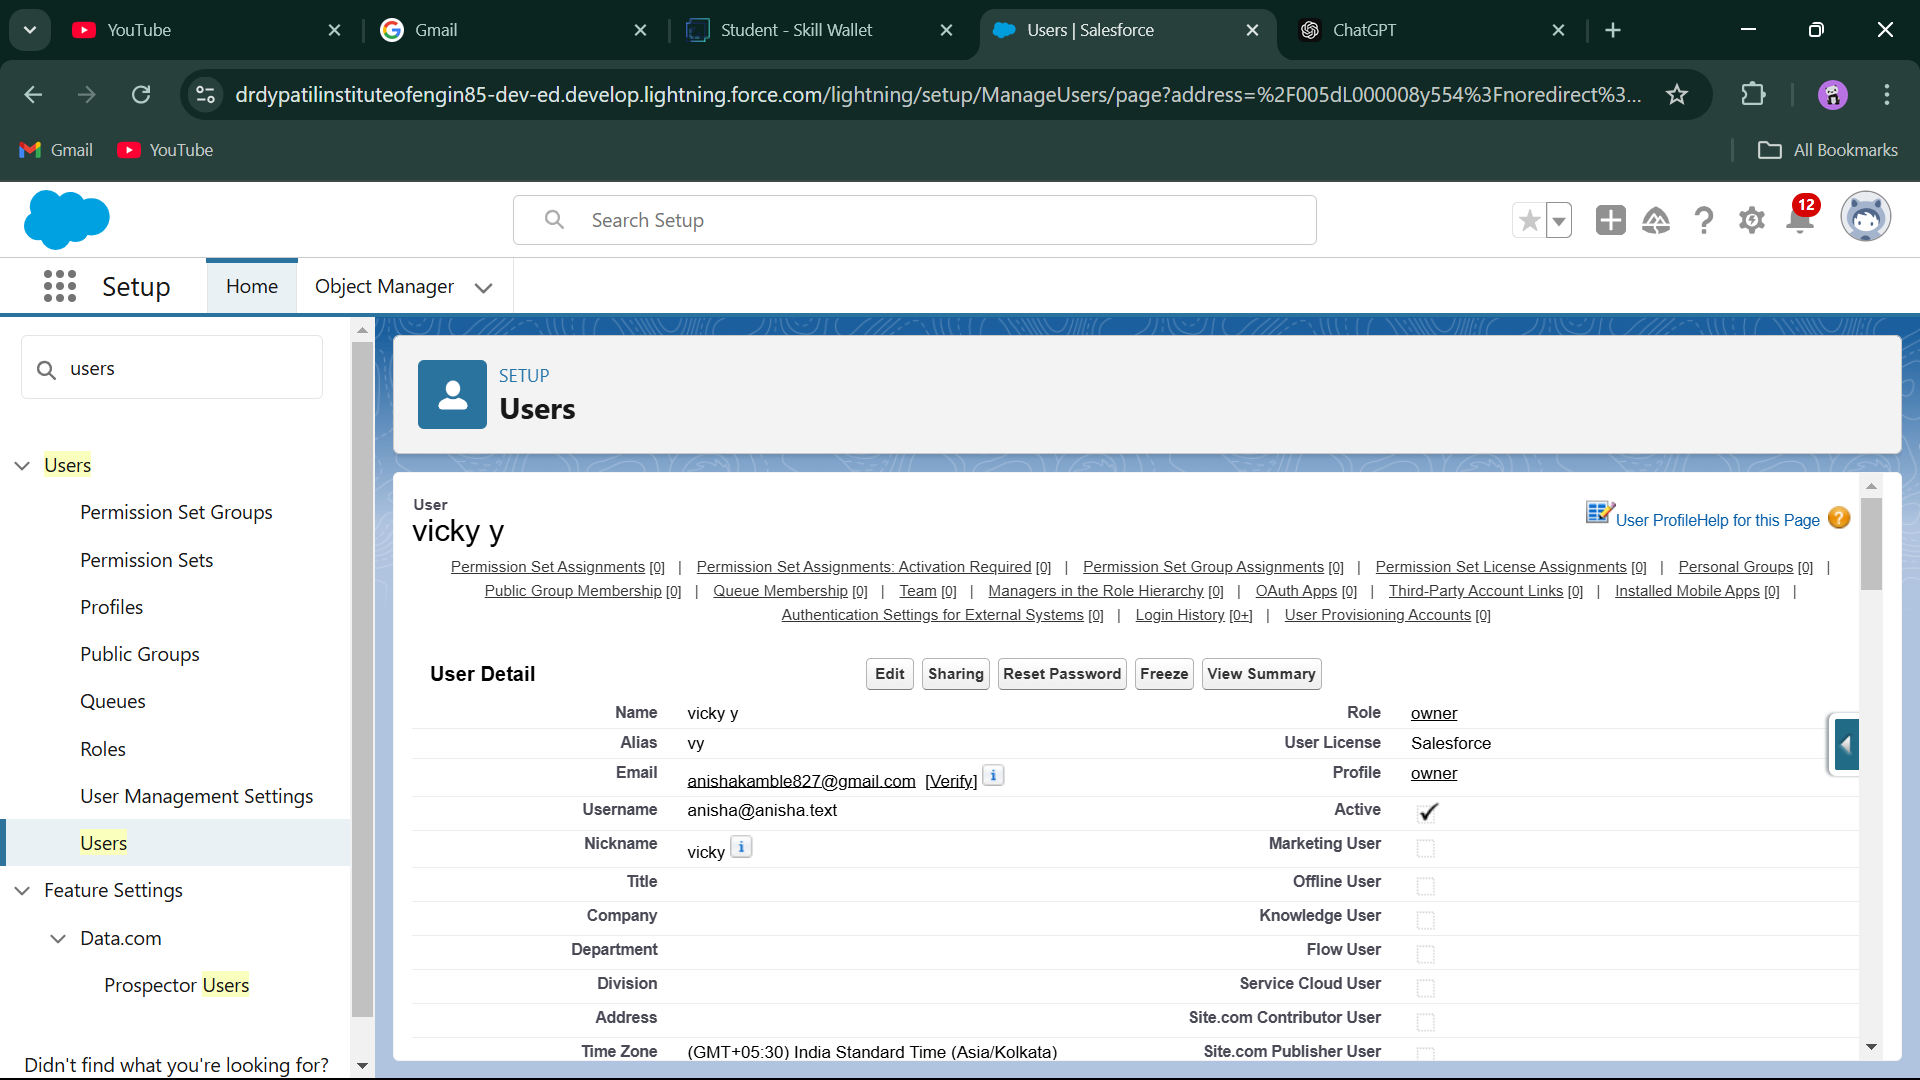 YouTube
Gmail
Student - Skill Wallet
Users | Salesforce
ChatGPT
drdypatilinstituteofengin85-dev-ed.develop.lightning.force.com/lightning/setup/ManageUsers/page?address=%2F005dL000008y554%3Fnoredirect%3...
Gmail
YouTube
All Bookmarks
Search Setup
12
Setup
Home
Object Manager
users
Users
Permission Set Groups
Permission Sets
Profiles
Public Groups
Queues
Roles
User Management Settings
Users
Feature Settings
Data.com
Prospector Users
Didn't find what you're looking for?
SETUP
Users
User
vicky y
User Profile Help for this Page ?
Permission Set Assignments [0] | Permission Set Assignments: Activation Required [0] | Permission Set Group Assignments [0] | Permission Set License Assignments [0] | Personal Groups [0] |
Public Group Membership [0] | Queue Membership [0] | Team [0] | Managers in the Role Hierarchy [0] | OAuth Apps [0] | Third-Party Account Links [0] | Installed Mobile Apps [0] |
Authentication Settings for External Systems [0] | Login History [0+] | User Provisioning Accounts [0]
User Detail
Edit Sharing Reset Password Freeze View Summary
Name vicky y Role owner
Alias vy User License Salesforce
Email anishakamble827@gmail.com [Verify] i Profile owner
Username anisha@anisha.text Active
Nickname vicky i Marketing User
Title Offline User
Company Knowledge User
Department Flow User
Division Service Cloud User
Address Site.com Contributor User
Time Zone (GMT+05:30) India Standard Time (Asia/Kolkata) Site.com Publisher User